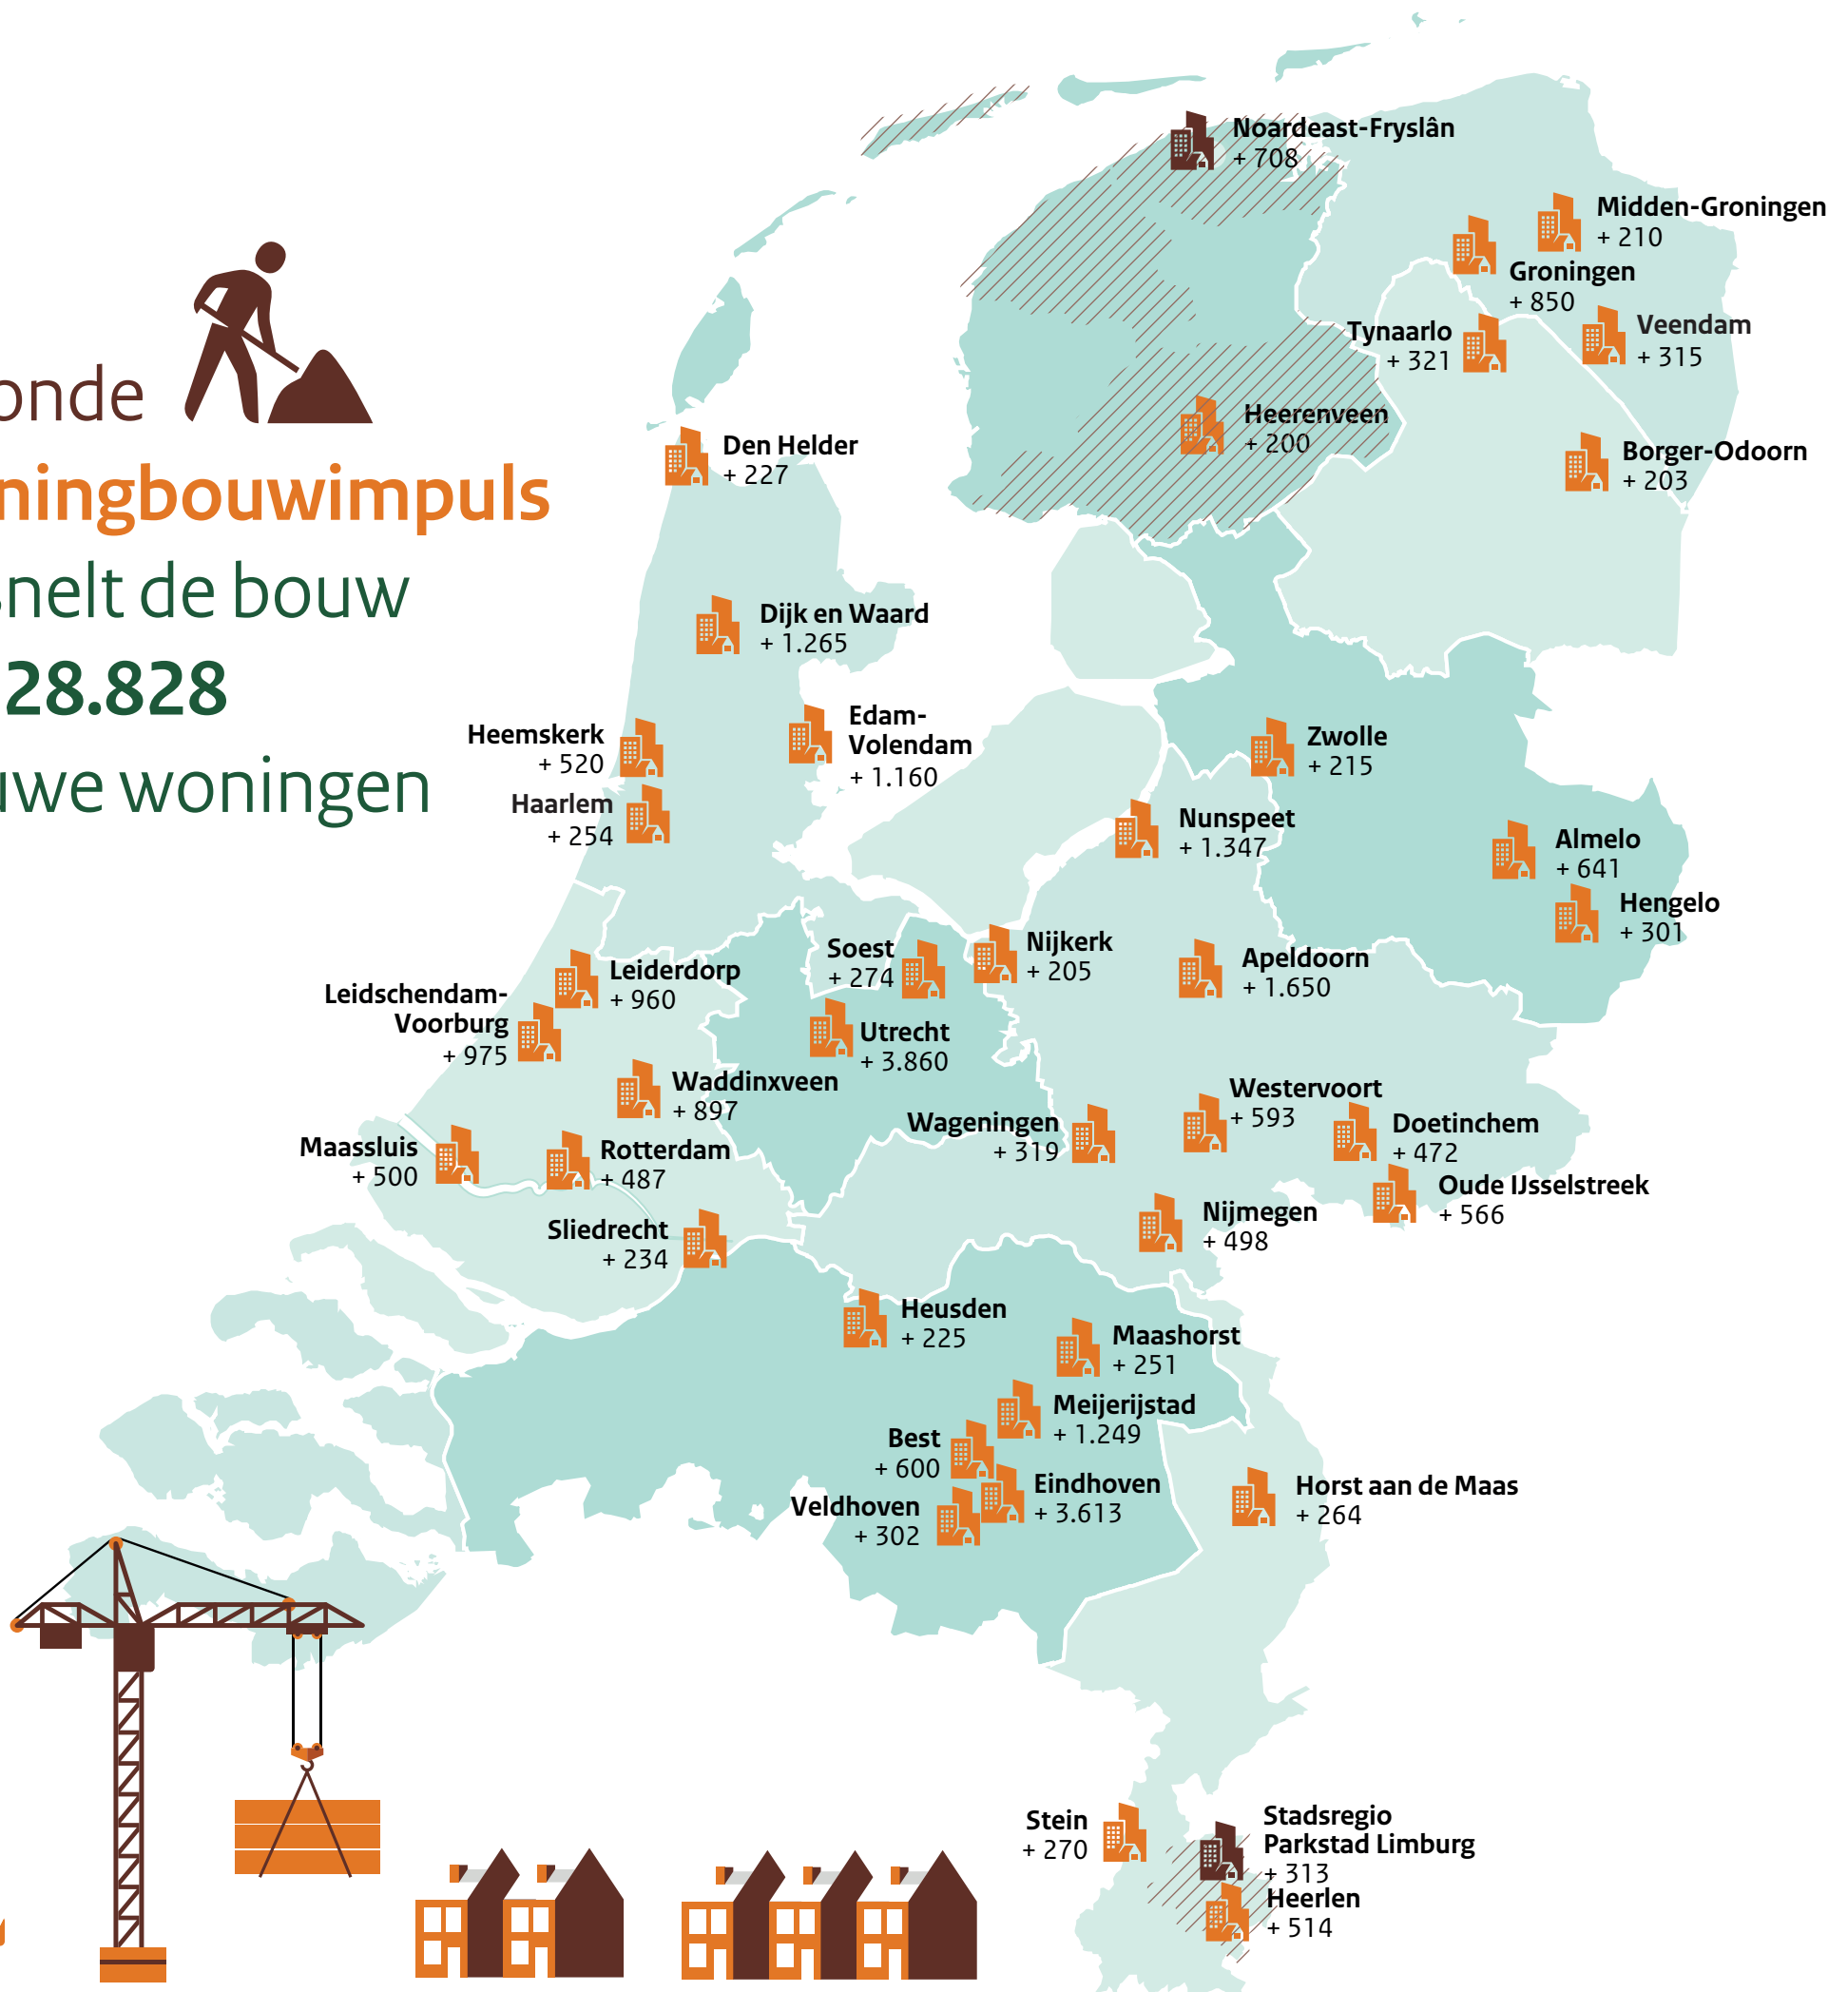 onde
ningbouwimpuls
snelt de bouw
28.828
uwe woningen
Noardeast-Fryslân
+ 708
Midden-Groningen
+ 210
Groningen
+ 850
Tynaarlo
+ 321
Veendam
+ 315
Heerenveen
+ 200
Borger-Odoorn
+ 203
Den Helder
+ 227
Dijk en Waard
+ 1.265
Edam-
Volendam
+ 1.160
Heemskerk
+ 520
Haarlem
+ 254
Zwolle
+ 215
Nunspeet
+ 1.347
Almelo
+ 641
Hengelo
+ 301
Soest
+ 274
Nijkerk
+ 205
Apeldoorn
+ 1.650
Leiderdorp
+ 960
Leidschendam-
Voorburg
+ 975
Utrecht
+ 3.860
Waddinxveen
+ 897
Wageningen
+ 319
Westervoort
+ 593
Doetinchem
+ 472
Maassluis
+ 500
Rotterdam
+ 487
Oude IJsselstreek
+ 566
Nijmegen
+ 498
Sliedrecht
+ 234
Heusden
+ 225
Maashorst
+ 251
Meijerijstad
+ 1.249
Best
+ 600
Eindhoven
+ 3.613
Veldhoven
+ 302
Horst aan de Maas
+ 264
Stein
+ 270
Stadsregio
Parkstad Limburg
+ 313
Heerlen
+ 514